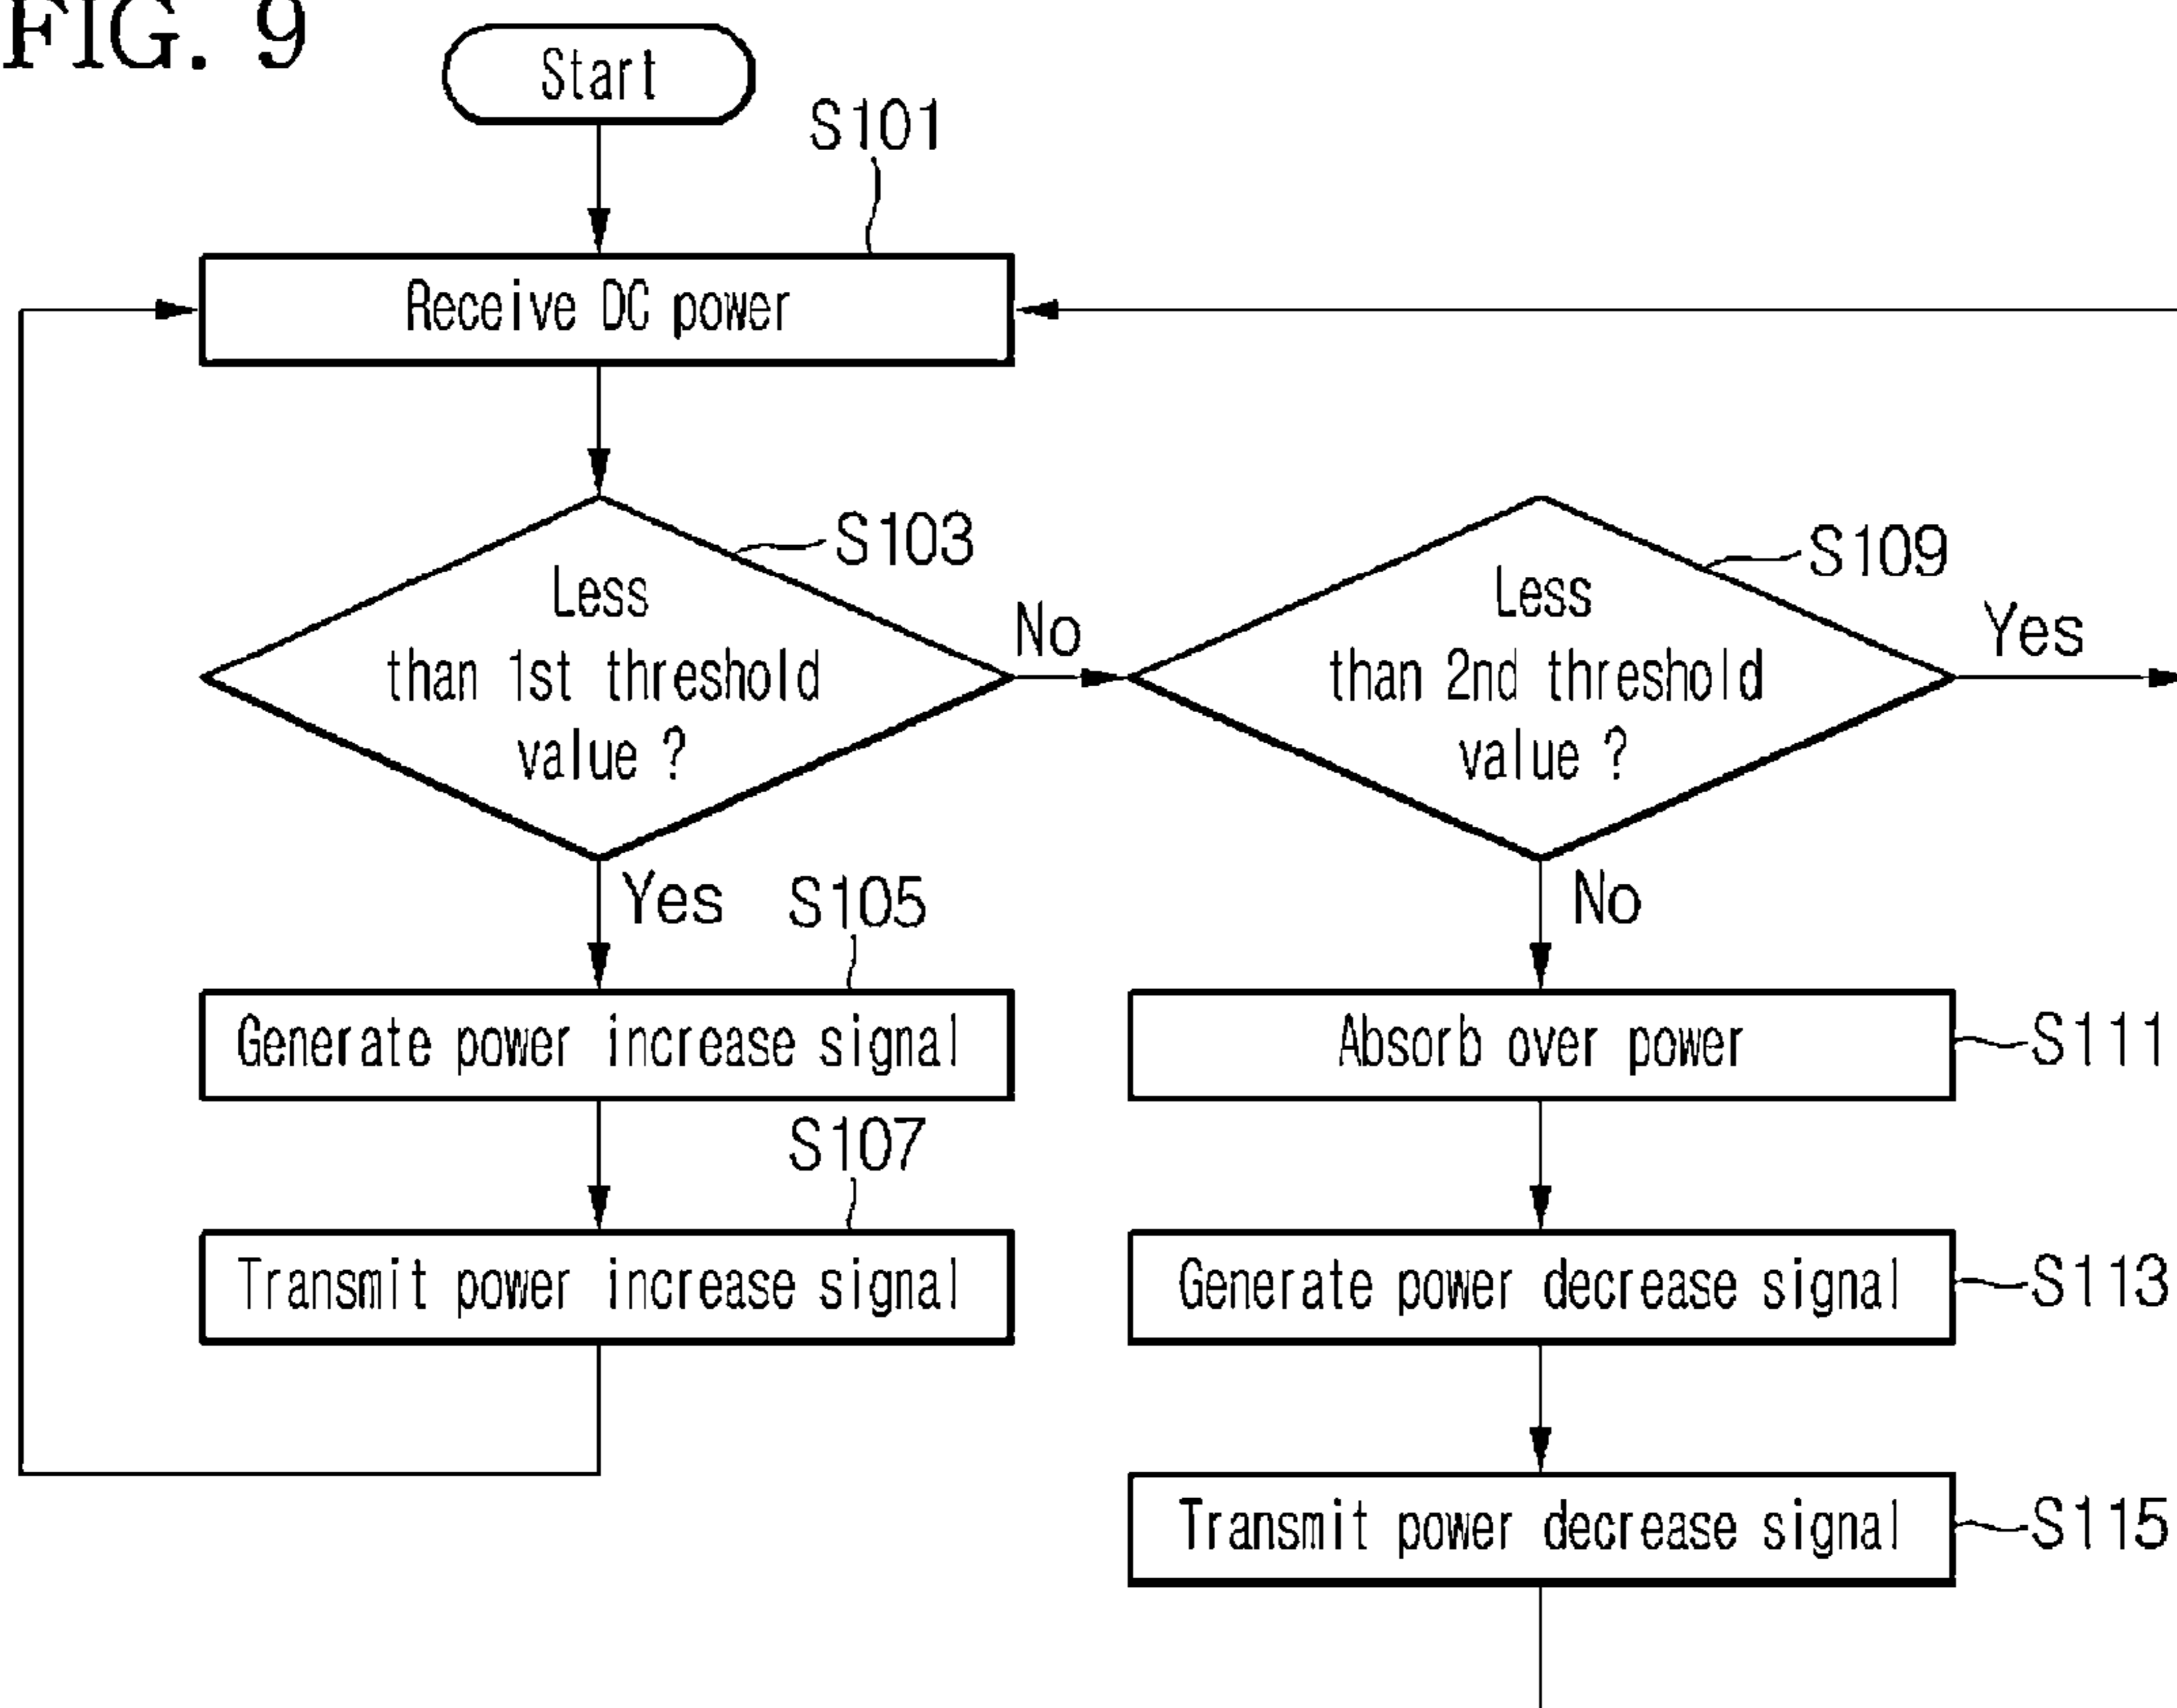 FIG. 9
Start
S101
Receive DC power
S103
Less
than 1st threshold
value ?
No
S109
Less
than 2nd threshold
value ?
Yes
Yes
S105
No
Generate power increase signal
Absorb over power
S111
S107
Transmit power increase signal
Generate power decrease signal
S113
Transmit power decrease signal
S115